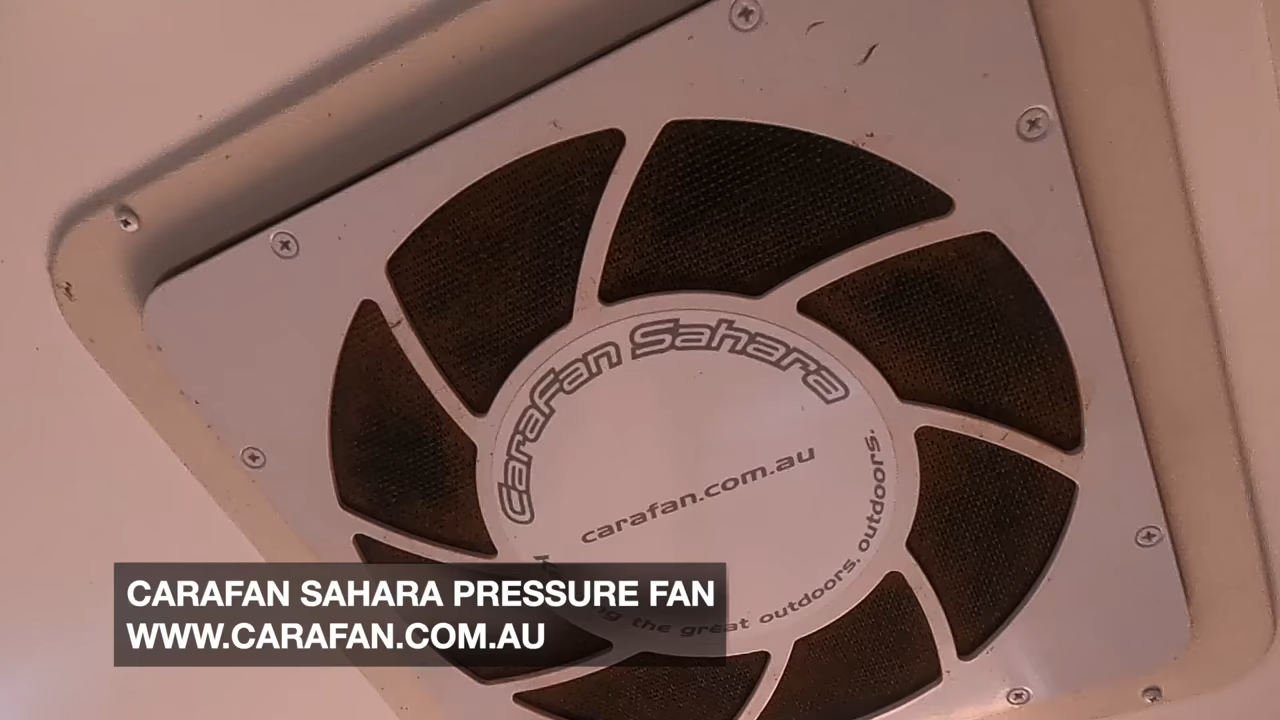 Carafan Sahara
carafan.com.au
the great outdoors. outdoors.
CARAFAN SAHARA PRESSURE FAN
WWW.CARAFAN.COM.AU